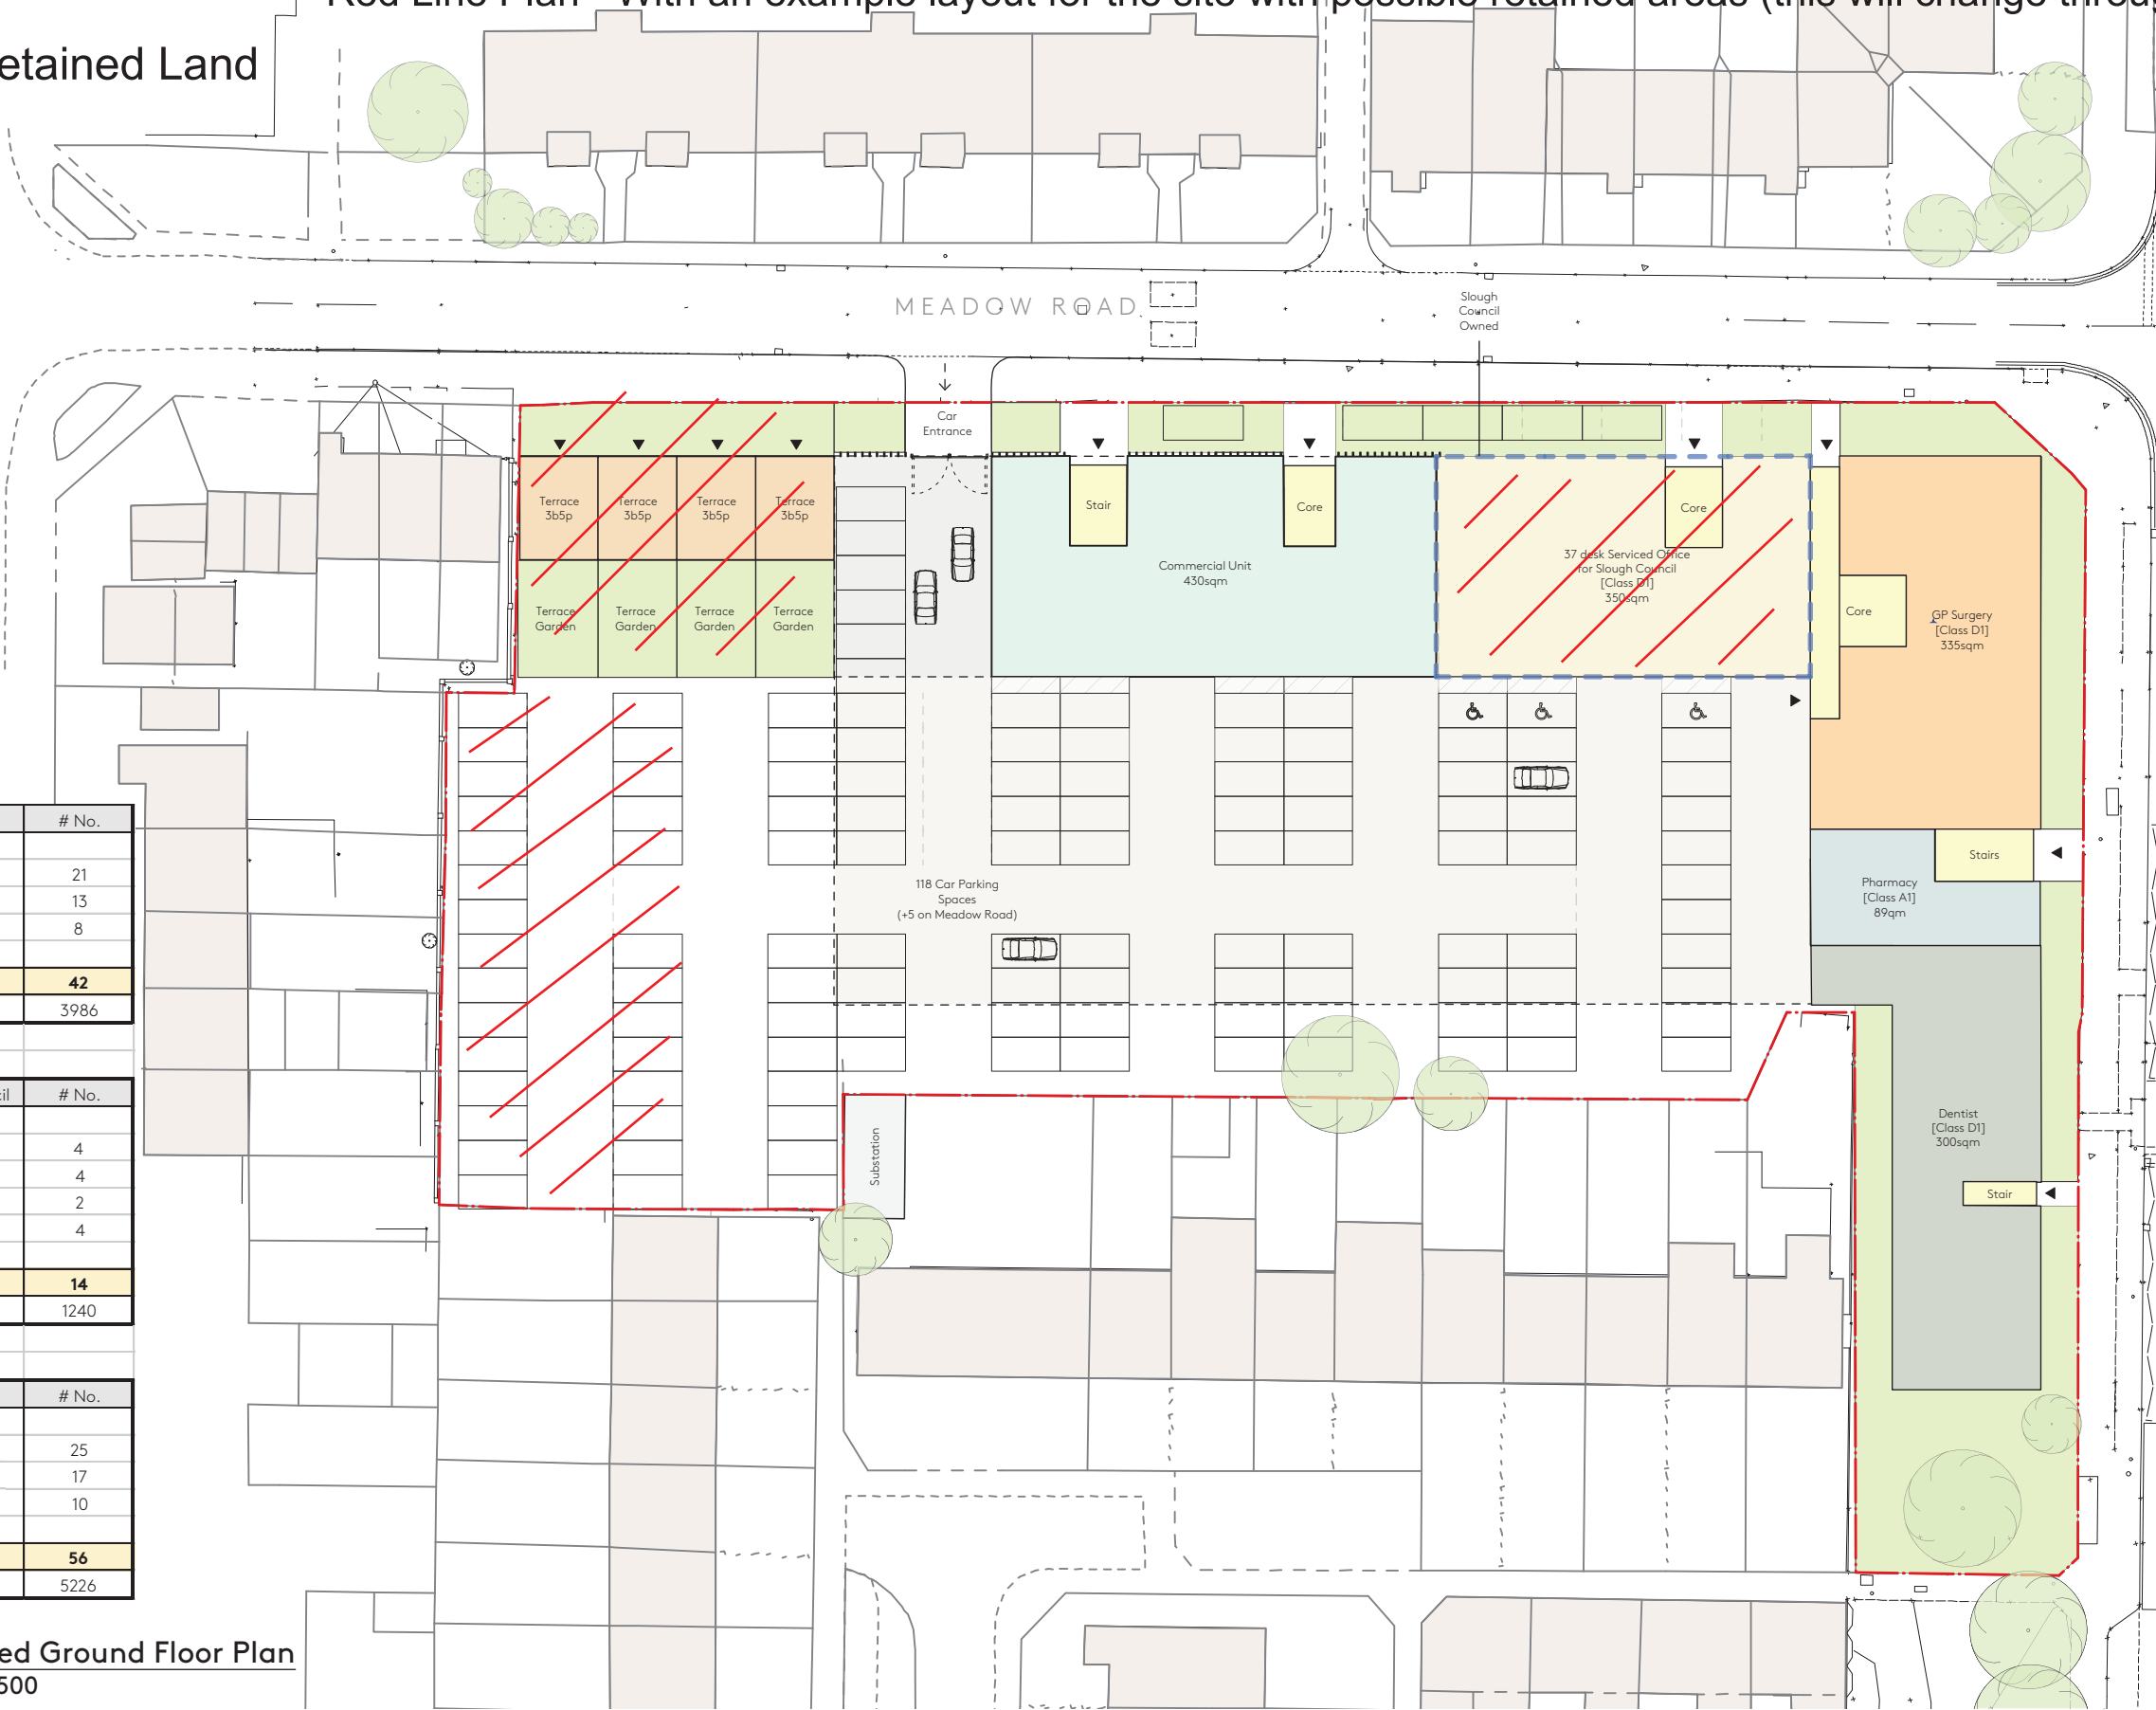 Red Line Plan - With an example layout for the site with possible retained areas (this will change throu
etained Land
MEADOW ROAD
Slough
Council
Owned
Car
Entrance
Terrace
3b5p
Terrace
3b5p
Terrace
3b5p
Terrace
3b5p
Stair
Core
Core
Commercial Unit
430sqm
37 desk Serviced Office
for Slough Council
[Class D1]
350sqm
Core
GP Surgery
[Class D1]
335sqm
Terrace
Garden
Terrace
Garden
Terrace
Garden
Terrace
Garden
118 Car Parking
Spaces
(+5 on Meadow Road)
Stairs
Pharmacy
[Class A1]
89qm
Dentist
[Class D1]
300sqm
Stair
Substation
# No.
21
13
8
42
3986
cil # No.
4
4
2
4
14
1240
# No.
25
17
10
56
5226
ed Ground Floor Plan
500